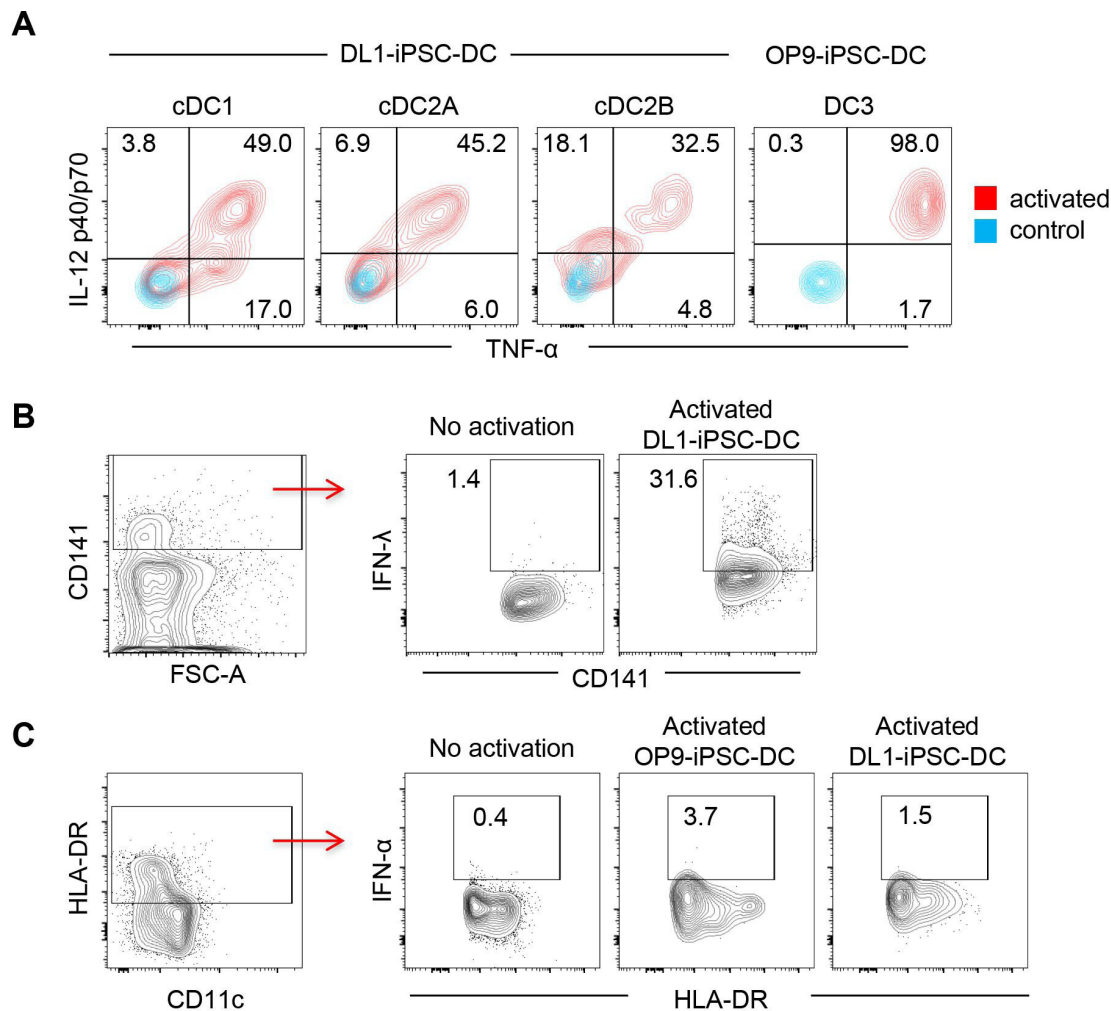 A
DL1-iPSC-DC
OP9-iPSC-DC
cDC1
cDC2A
cDC2B
DC3
3.8
49.0
6.9
45.2
18.1
32.5
0.3
98.0
17.0
6.0
4.8
1.7
IL-12 p40/p70
TNF-α
activated
control
B
No activation
Activated
DL1-iPSC-DC
1.4
31.6
CD141
FSC-A
IFN-λ
CD141
C
No activation
Activated
OP9-iPSC-DC
Activated
DL1-iPSC-DC
0.4
3.7
1.5
HLA-DR
CD11c
IFN-α
HLA-DR